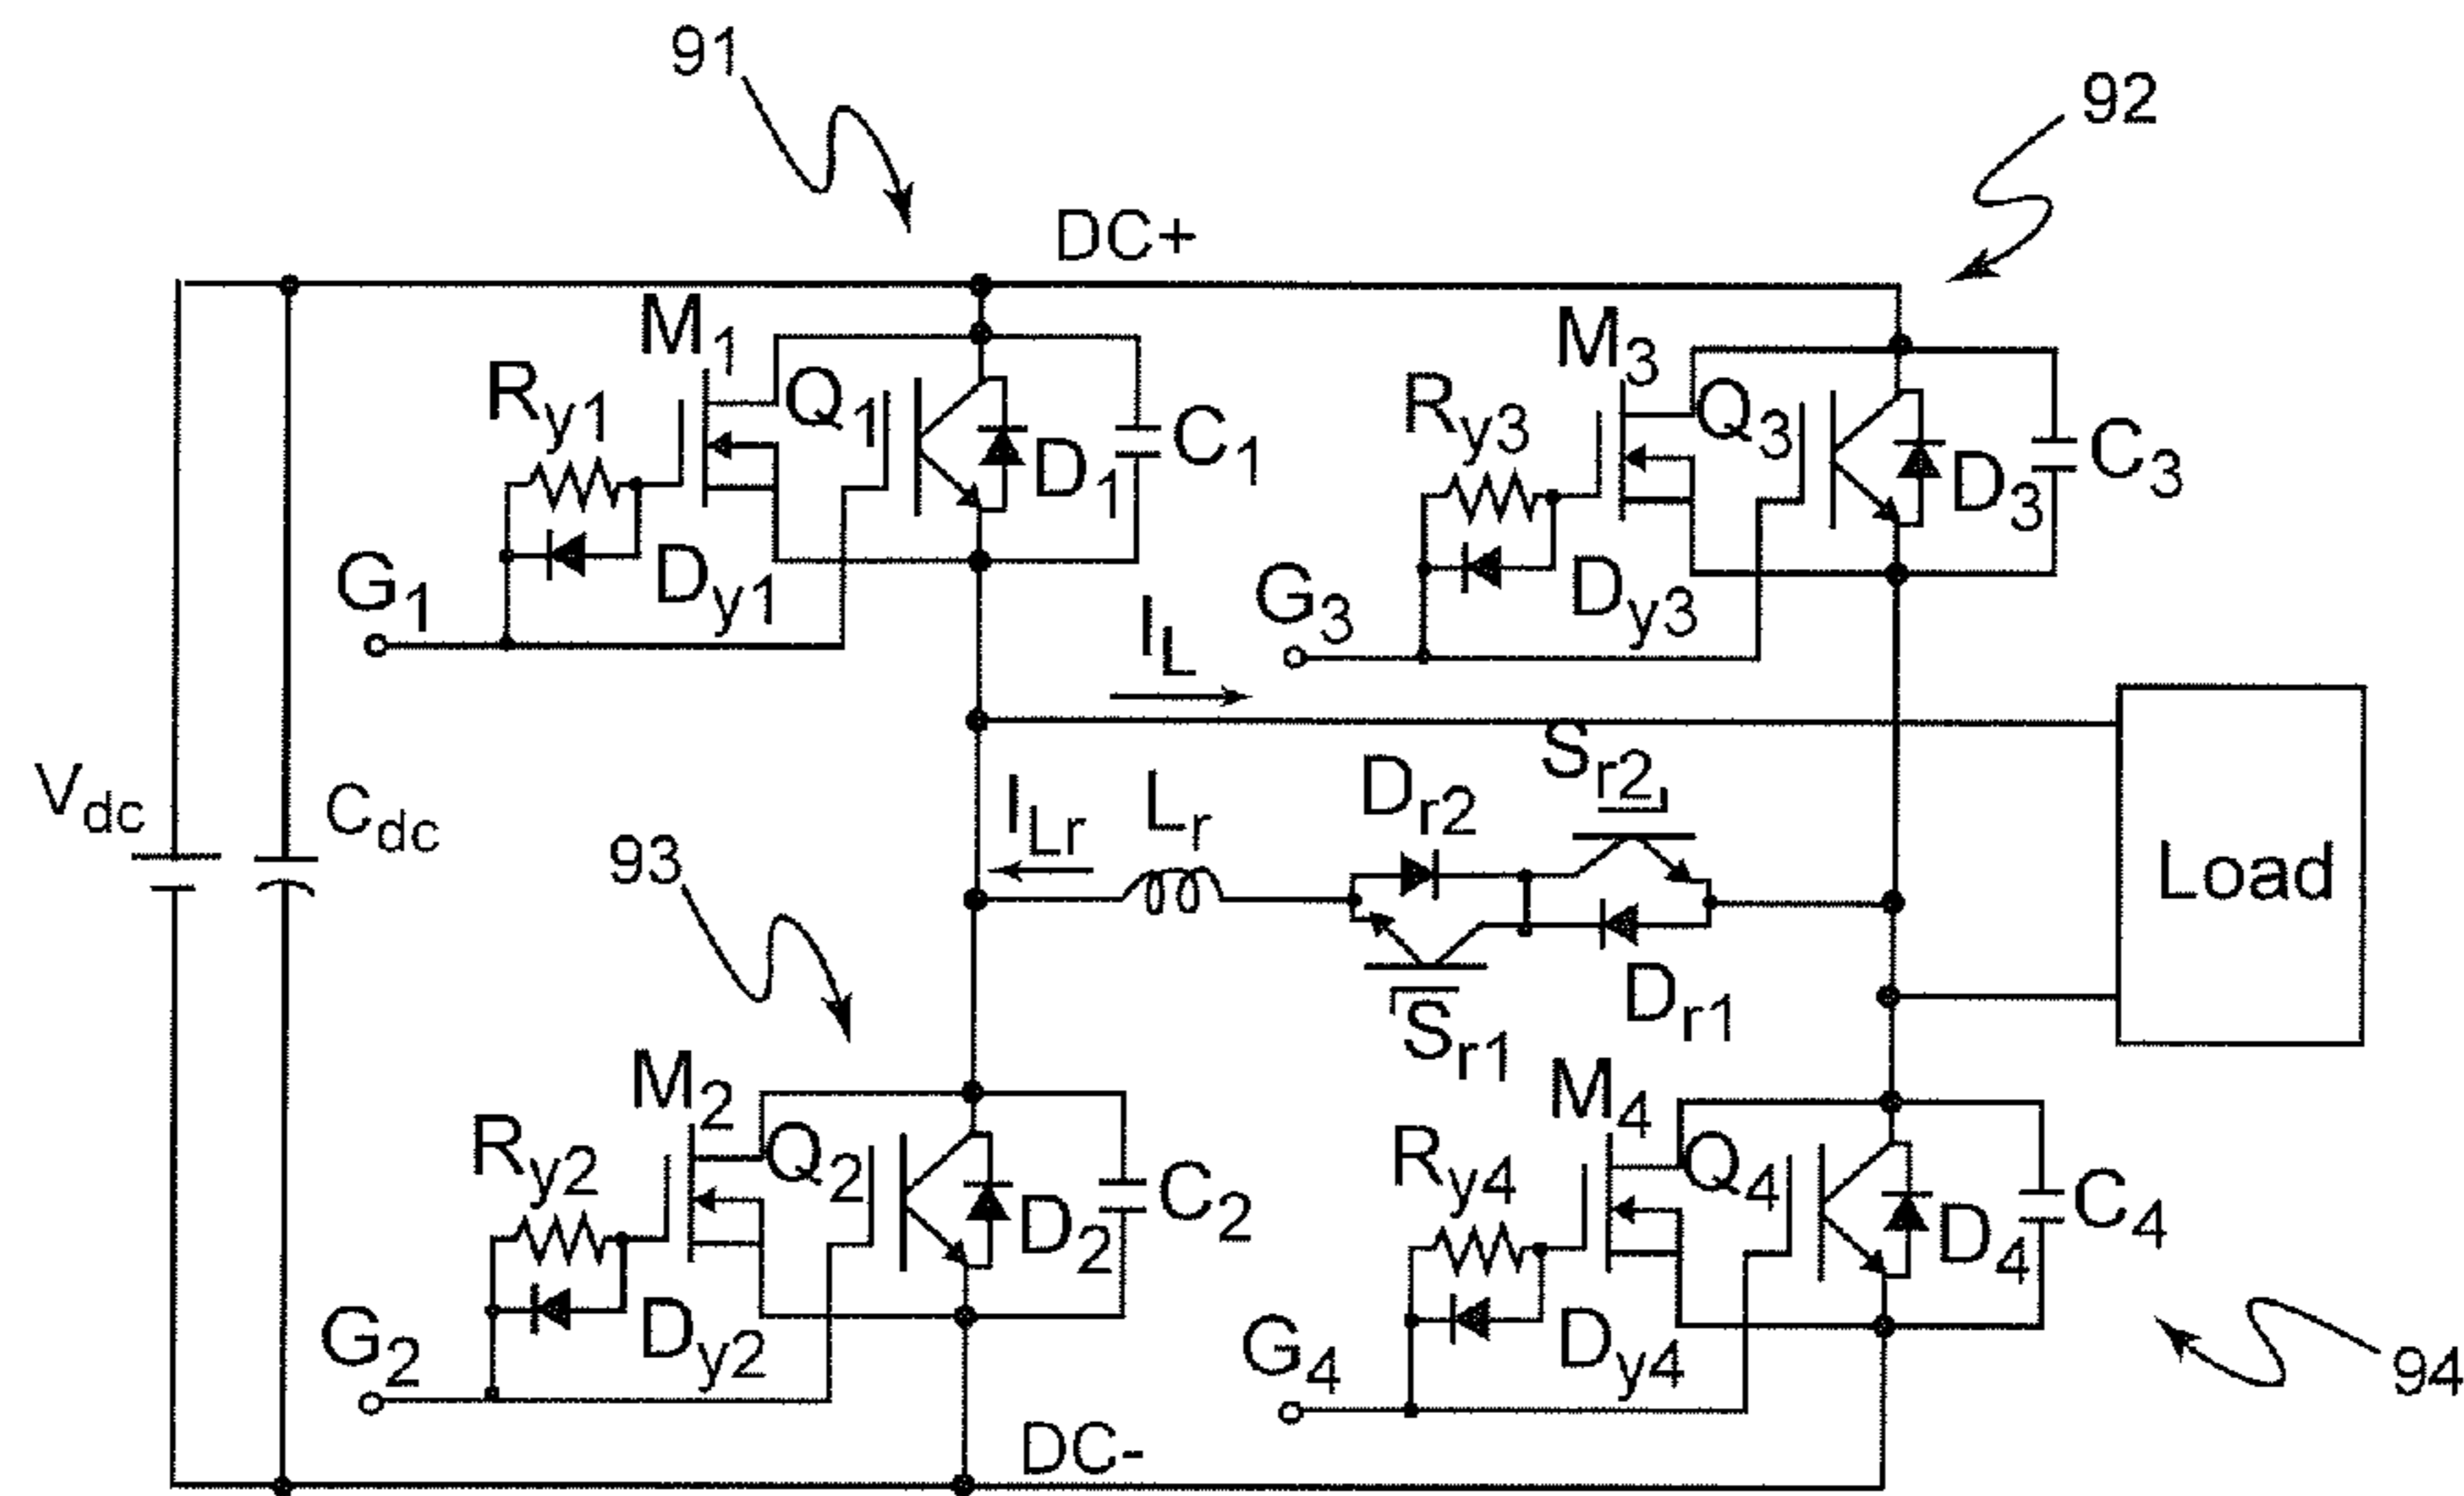 91
92
DC+
M1
Ry1
Q1
D1
C1
Dy1
G1
M3
Ry3
Q3
D3
C3
Dy3
G3
IL
Vdc
Cdc
93
ILr
Lr
Dr2
Sr2
Sr1
Dr1
Load
M2
Ry2
Q2
D2
C2
Dy2
G2
M4
Ry4
Q4
D4
C4
Dy4
G4
94
DC-